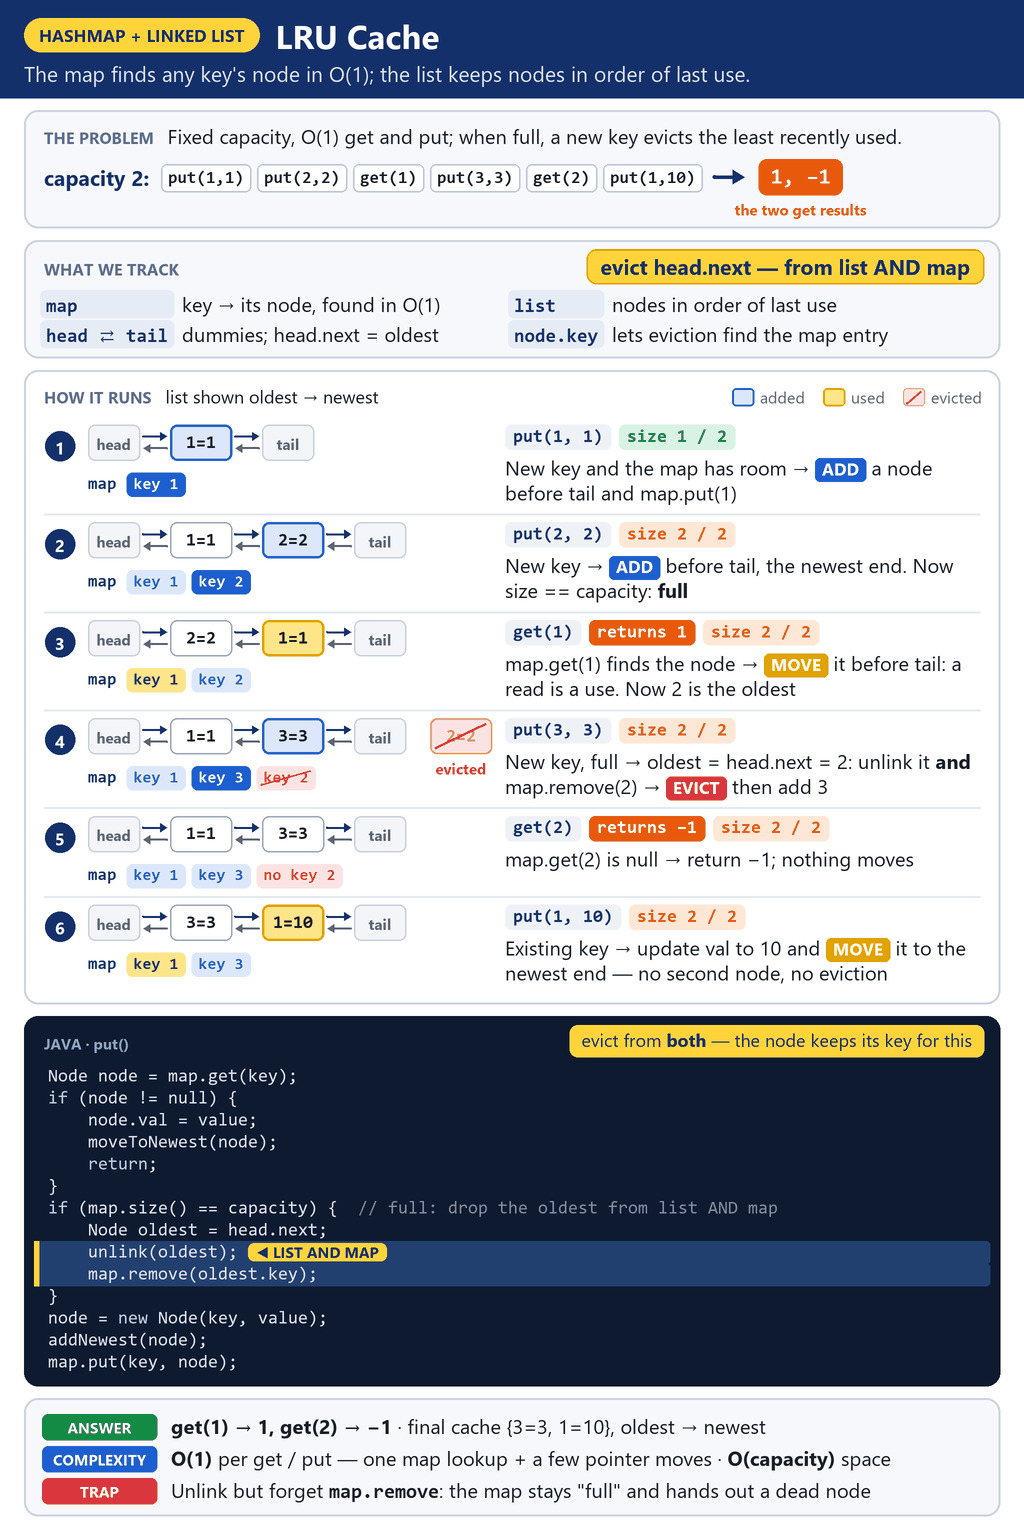 HASHMAP + LINKED LIST LRU Cache
The map finds any key's node in O(1); the list keeps nodes in order of last use.
THE PROBLEM Fixed capacity, O(1) get and put; when full, a new key evicts the least recently used.
capacity 2: put(1,1) put(2,2) get(1) put(3,3) get(2) put(1,10) → 1, −1
the two get results
WHAT WE TRACK evict head.next — from list AND map
map key → its node, found in O(1) list nodes in order of last use
head ⇄ tail dummies; head.next = oldest node.key lets eviction find the map entry
HOW IT RUNS list shown oldest → newest added used evicted
1 head 1=1 tail put(1, 1) size 1 / 2
map key 1 New key and the map has room → ADD a node
before tail and map.put(1)
2 head 1=1 2=2 tail put(2, 2) size 2 / 2
map key 1 key 2 New key → ADD before tail, the newest end. Now
size == capacity: full
3 head 2=2 1=1 tail get(1) returns 1 size 2 / 2
map key 1 key 2 map.get(1) finds the node → MOVE it before tail: a
read is a use. Now 2 is the oldest
4 head 1=1 3=3 tail 2=2 put(3, 3) size 2 / 2
evicted New key, full → oldest = head.next = 2: unlink it and
map key 1 key 3 key 2 map.remove(2) → EVICT then add 3
5 head 1=1 3=3 tail get(2) returns −1 size 2 / 2
map key 1 key 3 no key 2 map.get(2) is null → return −1; nothing moves
6 head 3=3 1=10 tail put(1, 10) size 2 / 2
map key 1 key 3 Existing key → update val to 10 and MOVE it to the
newest end — no second node, no eviction
JAVA · put() evict from both — the node keeps its key for this
Node node = map.get(key);
if (node != null) {
    node.val = value;
    moveToNewest(node);
    return;
}
if (map.size() == capacity) {  // full: drop the oldest from list AND map
    Node oldest = head.next;
    unlink(oldest); ◀ LIST AND MAP
    map.remove(oldest.key);
}
node = new Node(key, value);
addNewest(node);
map.put(key, node);
ANSWER get(1) → 1, get(2) → −1 · final cache {3=3, 1=10}, oldest → newest
COMPLEXITY O(1) per get / put — one map lookup + a few pointer moves · O(capacity) space
TRAP Unlink but forget map.remove: the map stays "full" and hands out a dead node